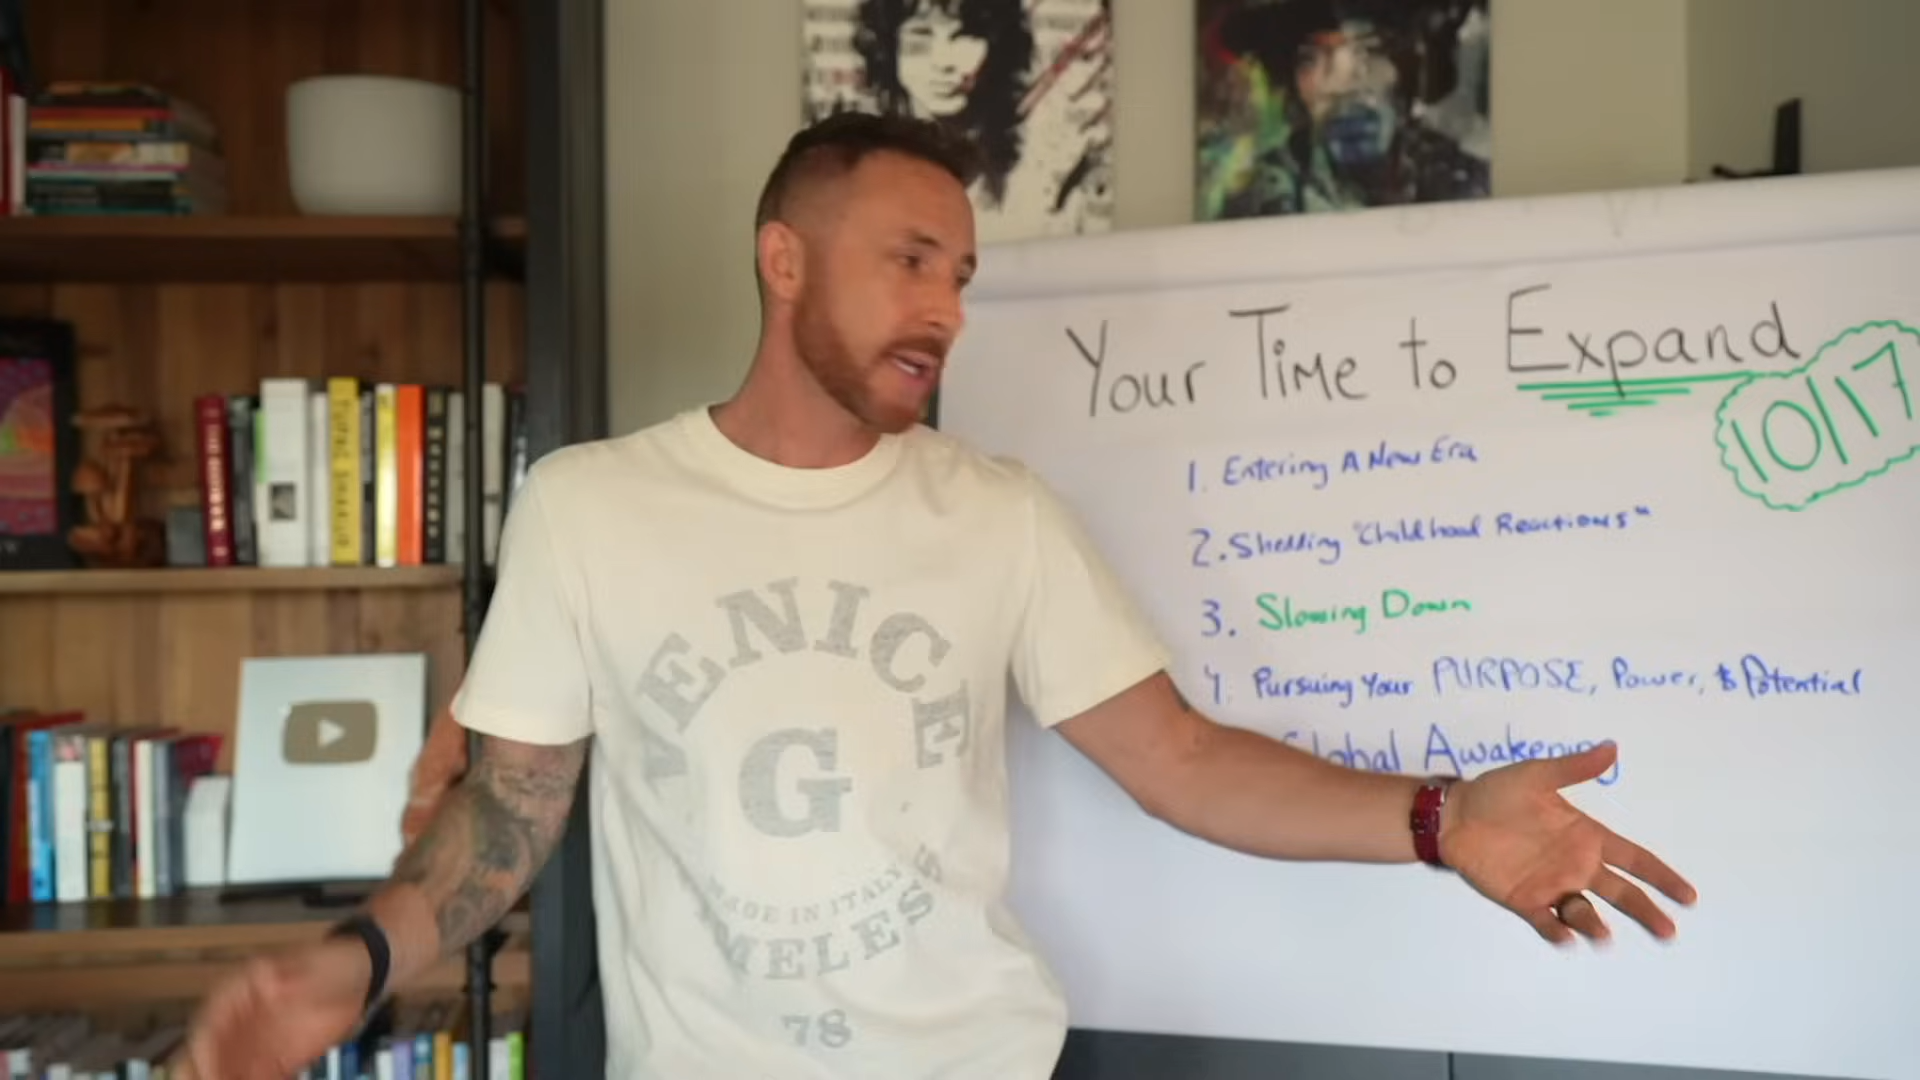 Your Time to Expand
10/17
1. Entering A New Era
2. Shedding "Childhood Reactions"
3. Slowing Down
4. Pursuing Your PURPOSE, Power, & Potential
Global Awakening
VENICE
G
MADE IN ITALY
78